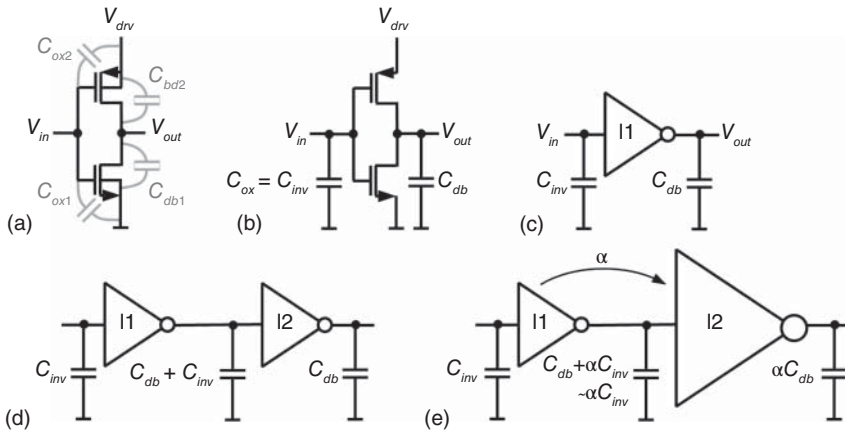 V_drv
C_ox2
C_bd2
V_in
V_out
C_ox1
C_db1
(a)
V_drv
V_in
V_out
C_ox = C_inv
C_db
(b)
V_in
I1
V_out
C_inv
C_db
(c)
I1
I2
C_inv
C_db + C_inv
C_db
(d)
α
I1
I2
C_inv
C_db+αC_inv
~αC_inv
αC_db
(e)